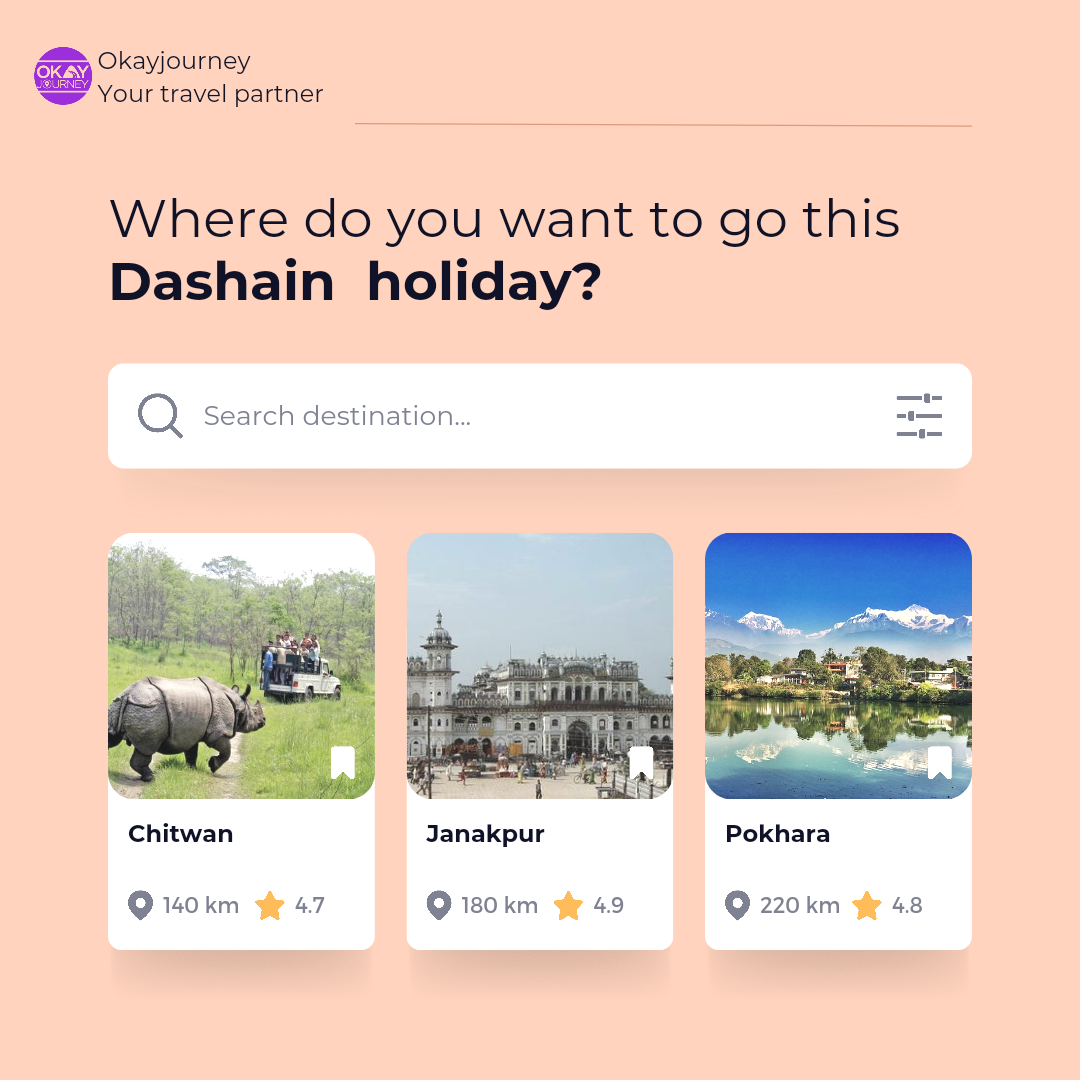 OKAY
JOURNEY
Okayjourney
Your travel partner
Where do you want to go this
Dashain holiday?
Search destination...
Chitwan
140 km 4.7
Janakpur
180 km 4.9
Pokhara
220 km 4.8